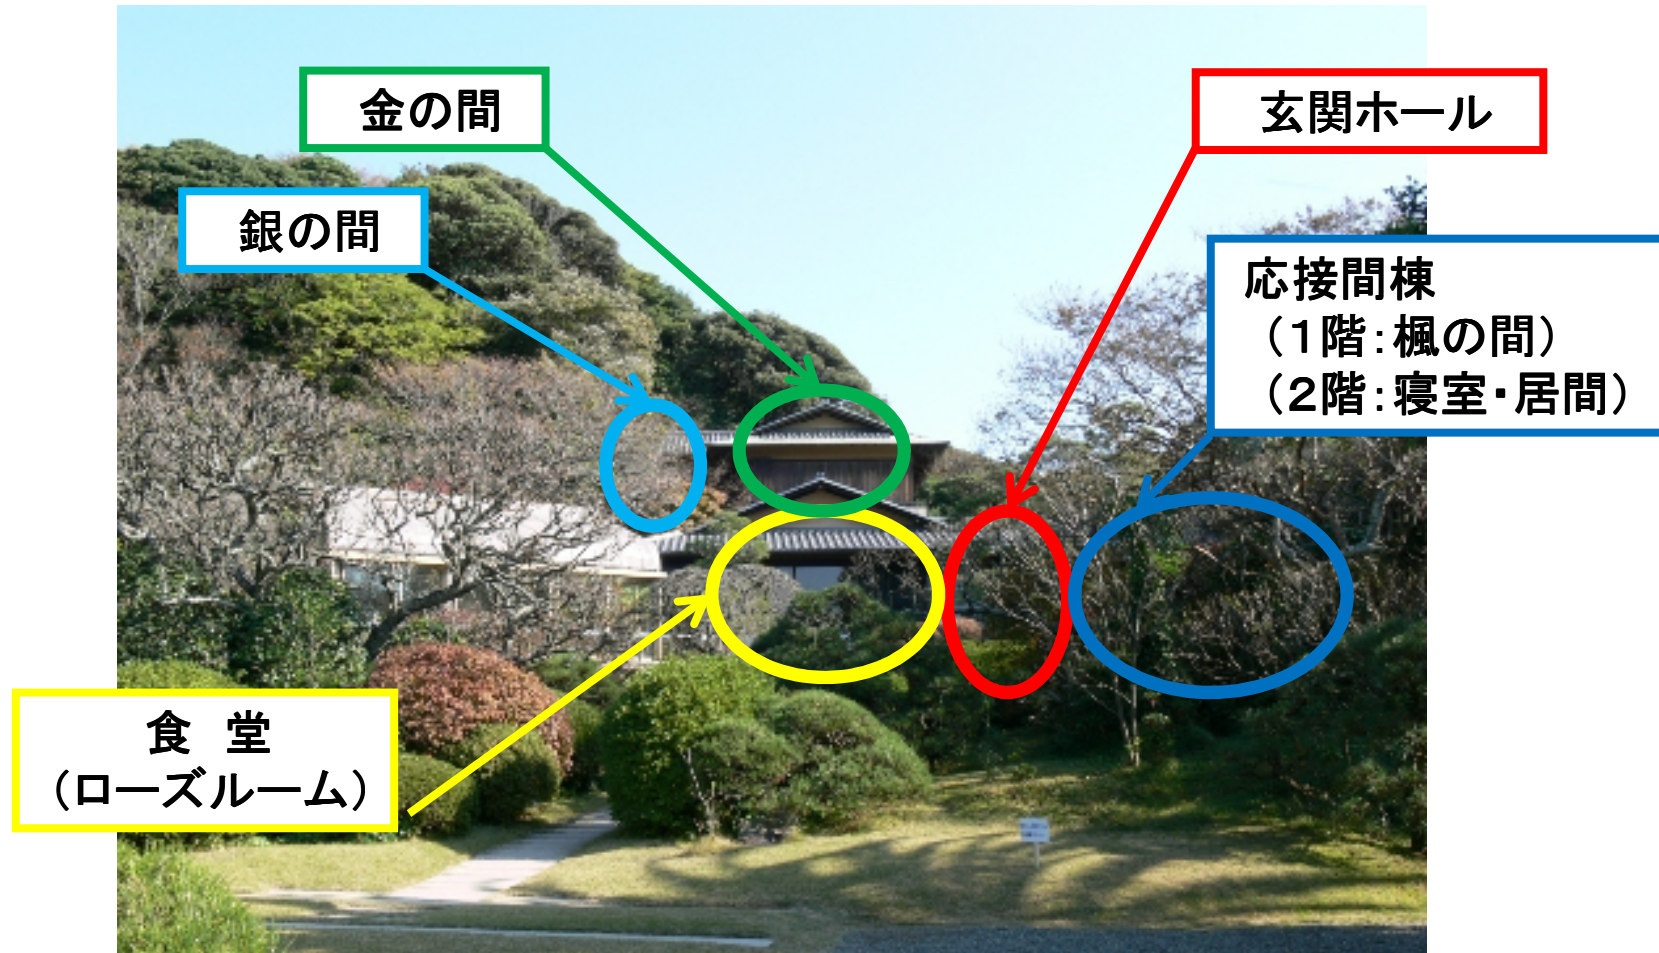 金の間
玄関ホール
銀の間
応接間棟
（１階：楓の間）
（２階：寝室・居間）
食　堂
（ローズルーム）